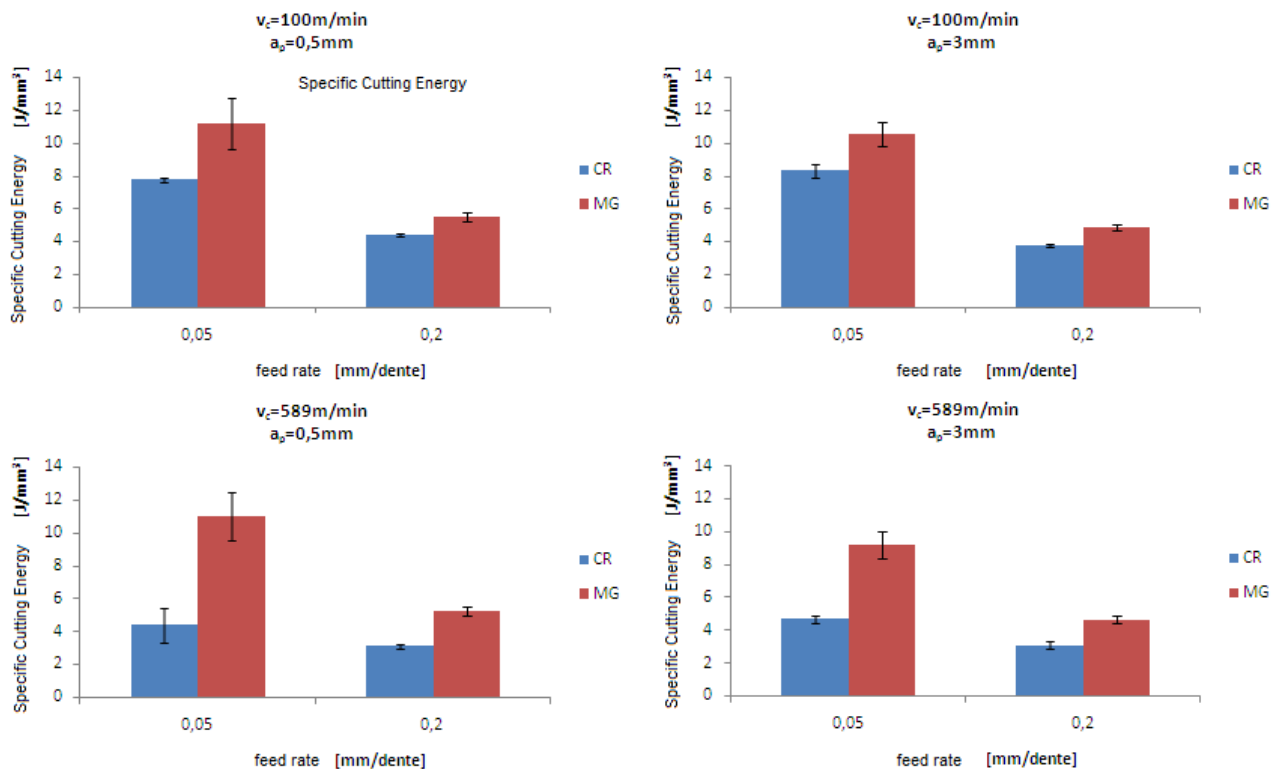 v꜀=100m/min
aₚ=0,5mm
Specific Cutting Energy
Specific Cutting Energy [J/mm³]
14
12
10
8
6
4
2
0
0,05 0,2
feed rate [mm/dente]
CR
MG
v꜀=100m/min
aₚ=3mm
Specific Cutting Energy [J/mm³]
14
12
10
8
6
4
2
0
0,05 0,2
feed rate [mm/dente]
CR
MG
v꜀=589m/min
aₚ=0,5mm
Specific Cutting Energy [J/mm³]
14
12
10
8
6
4
2
0
0,05 0,2
feed rate [mm/dente]
CR
MG
v꜀=589m/min
aₚ=3mm
Specific Cutting Energy [J/mm³]
14
12
10
8
6
4
2
0
0,05 0,2
feed rate [mm/dente]
CR
MG